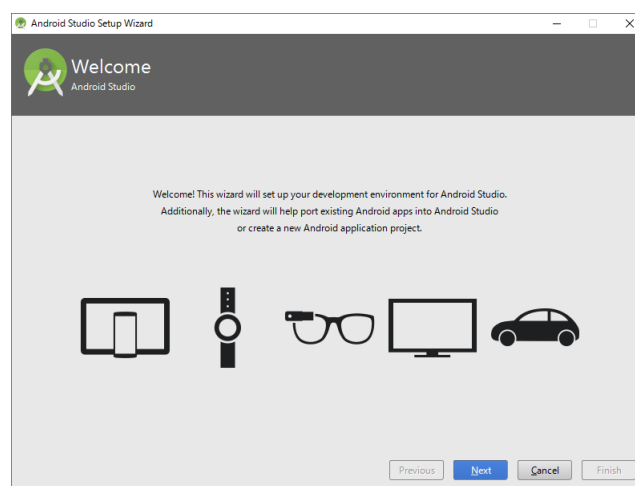 Android Studio Setup Wizard
Welcome
Android Studio
Welcome! This wizard will set up your development environment for Android Studio.
Additionally, the wizard will help port existing Android apps into Android Studio
or create a new Android application project.
Previous
Next
Cancel
Finish